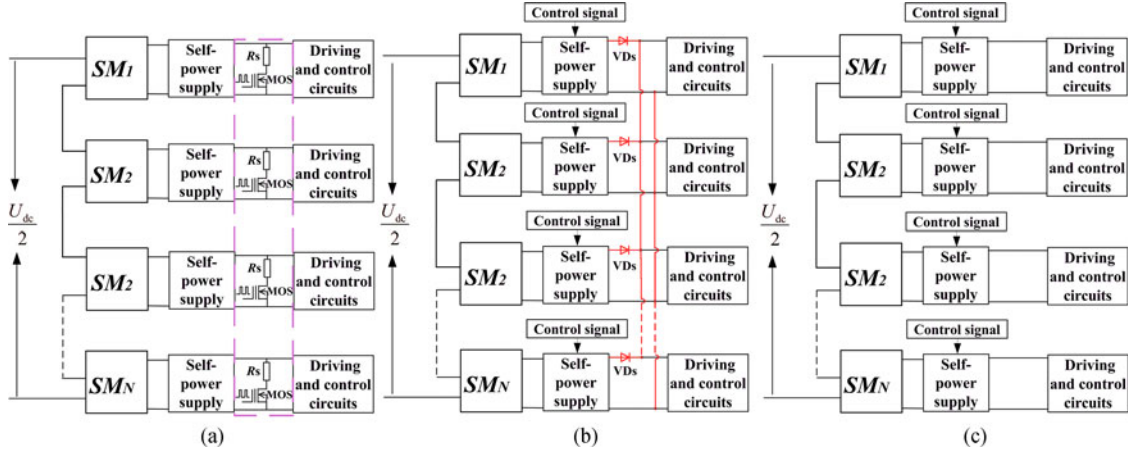 SM1
Self-
power
supply
Rs
MOS
Driving
and control
circuits
SM2
Self-
power
supply
Rs
MOS
Driving
and control
circuits
Udc
2
SM2
Self-
power
supply
Rs
MOS
Driving
and control
circuits
SMN
Self-
power
supply
Rs
MOS
Driving
and control
circuits
(a)
Control signal
SM1
Self-
power
supply
VDs
Driving
and control
circuits
Control signal
SM2
Self-
power
supply
VDs
Driving
and control
circuits
Udc
2
Control signal
SM2
Self-
power
supply
VDs
Driving
and control
circuits
Control signal
SMN
Self-
power
supply
VDs
Driving
and control
circuits
(b)
Control signal
SM1
Self-
power
supply
Driving
and control
circuits
Control signal
SM2
Self-
power
supply
Driving
and control
circuits
Udc
2
Control signal
SM2
Self-
power
supply
Driving
and control
circuits
Control signal
SMN
Self-
power
supply
Driving
and control
circuits
(c)